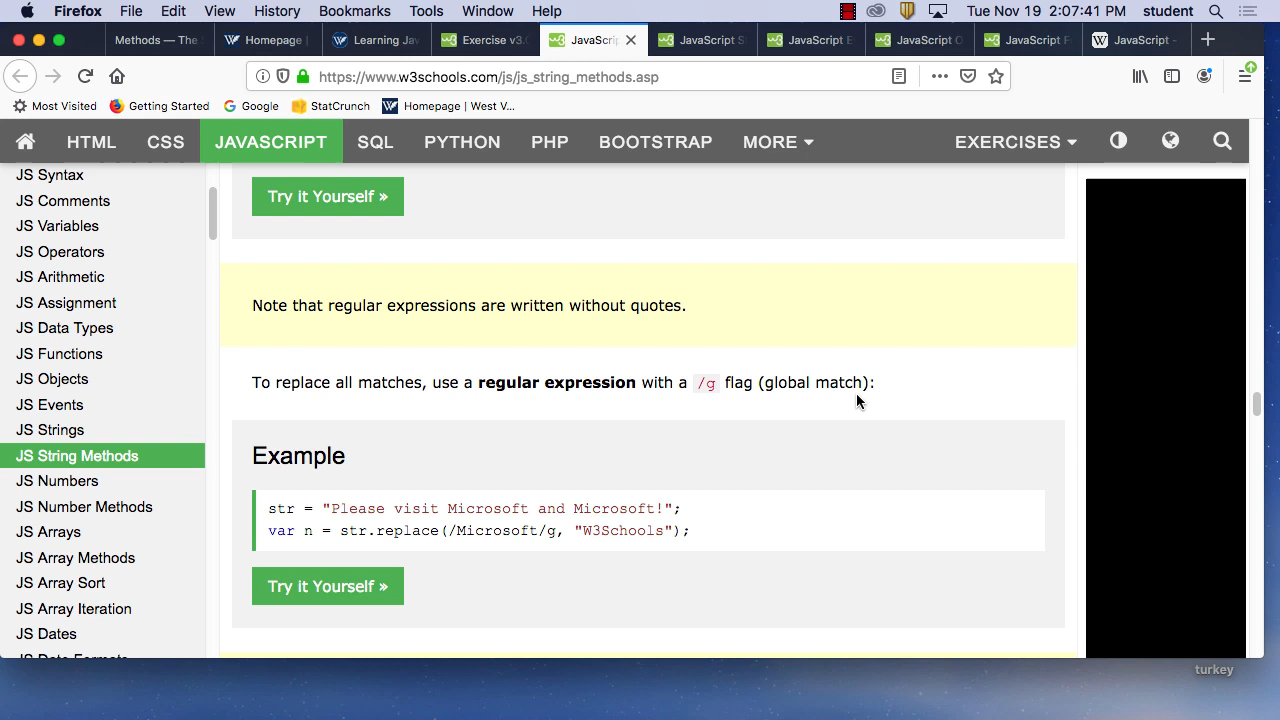 Firefox File Edit View History Bookmarks Tools Window Help Tue Nov 19 2:07:41 PM student
Methods — The Homepage | Learning Jav Exercise v3. JavaScrip JavaScript S JavaScript E JavaScript O JavaScript F JavaScript -
https://www.w3schools.com/js/js_string_methods.asp
Most Visited Getting Started Google StatCrunch Homepage | West V...
HTML CSS JAVASCRIPT SQL PYTHON PHP BOOTSTRAP MORE EXERCISES
JS Syntax
JS Comments
JS Variables
JS Operators
JS Arithmetic
JS Assignment
JS Data Types
JS Functions
JS Objects
JS Events
JS Strings
JS String Methods
JS Numbers
JS Number Methods
JS Arrays
JS Array Methods
JS Array Sort
JS Array Iteration
JS Dates
JS Date Formats
Try it Yourself »
Note that regular expressions are written without quotes.
To replace all matches, use a regular expression with a /g flag (global match):
Example
str = "Please visit Microsoft and Microsoft!";
var n = str.replace(/Microsoft/g, "W3Schools");
Try it Yourself »
turkey